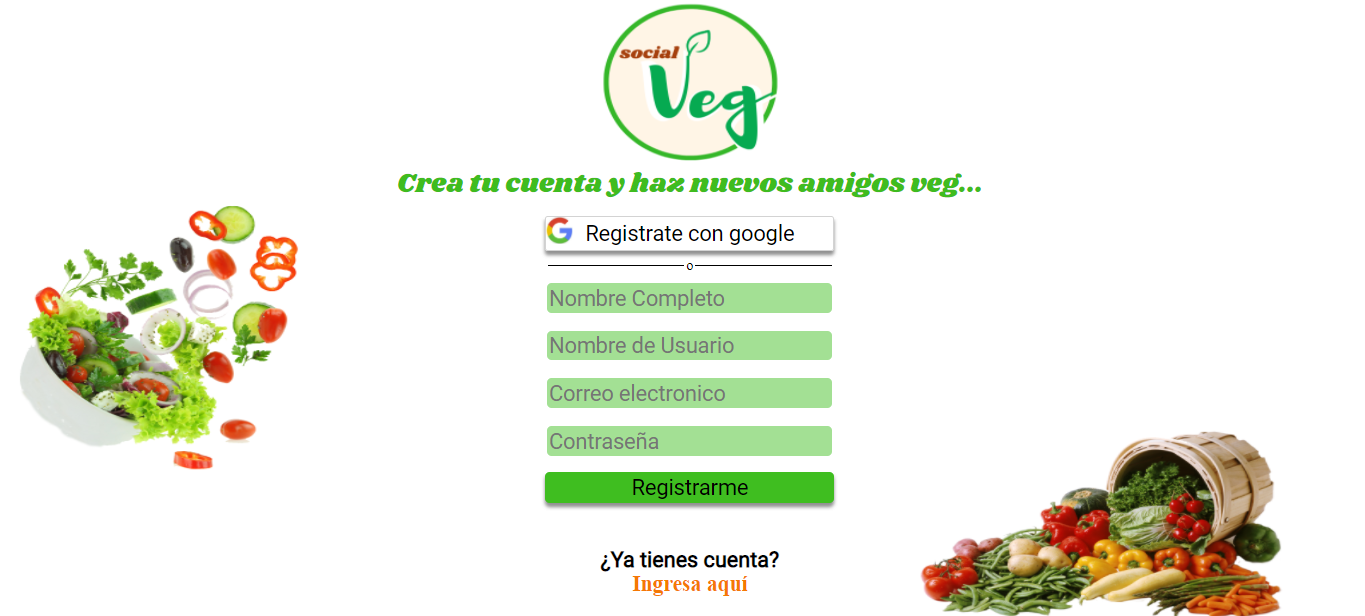 social
Veg
Crea tu cuenta y haz nuevos amigos veg...
Registrate con google
o
Nombre Completo
Nombre de Usuario
Correo electronico
Contraseña
Registrarme
¿Ya tienes cuenta?
Ingresa aquí